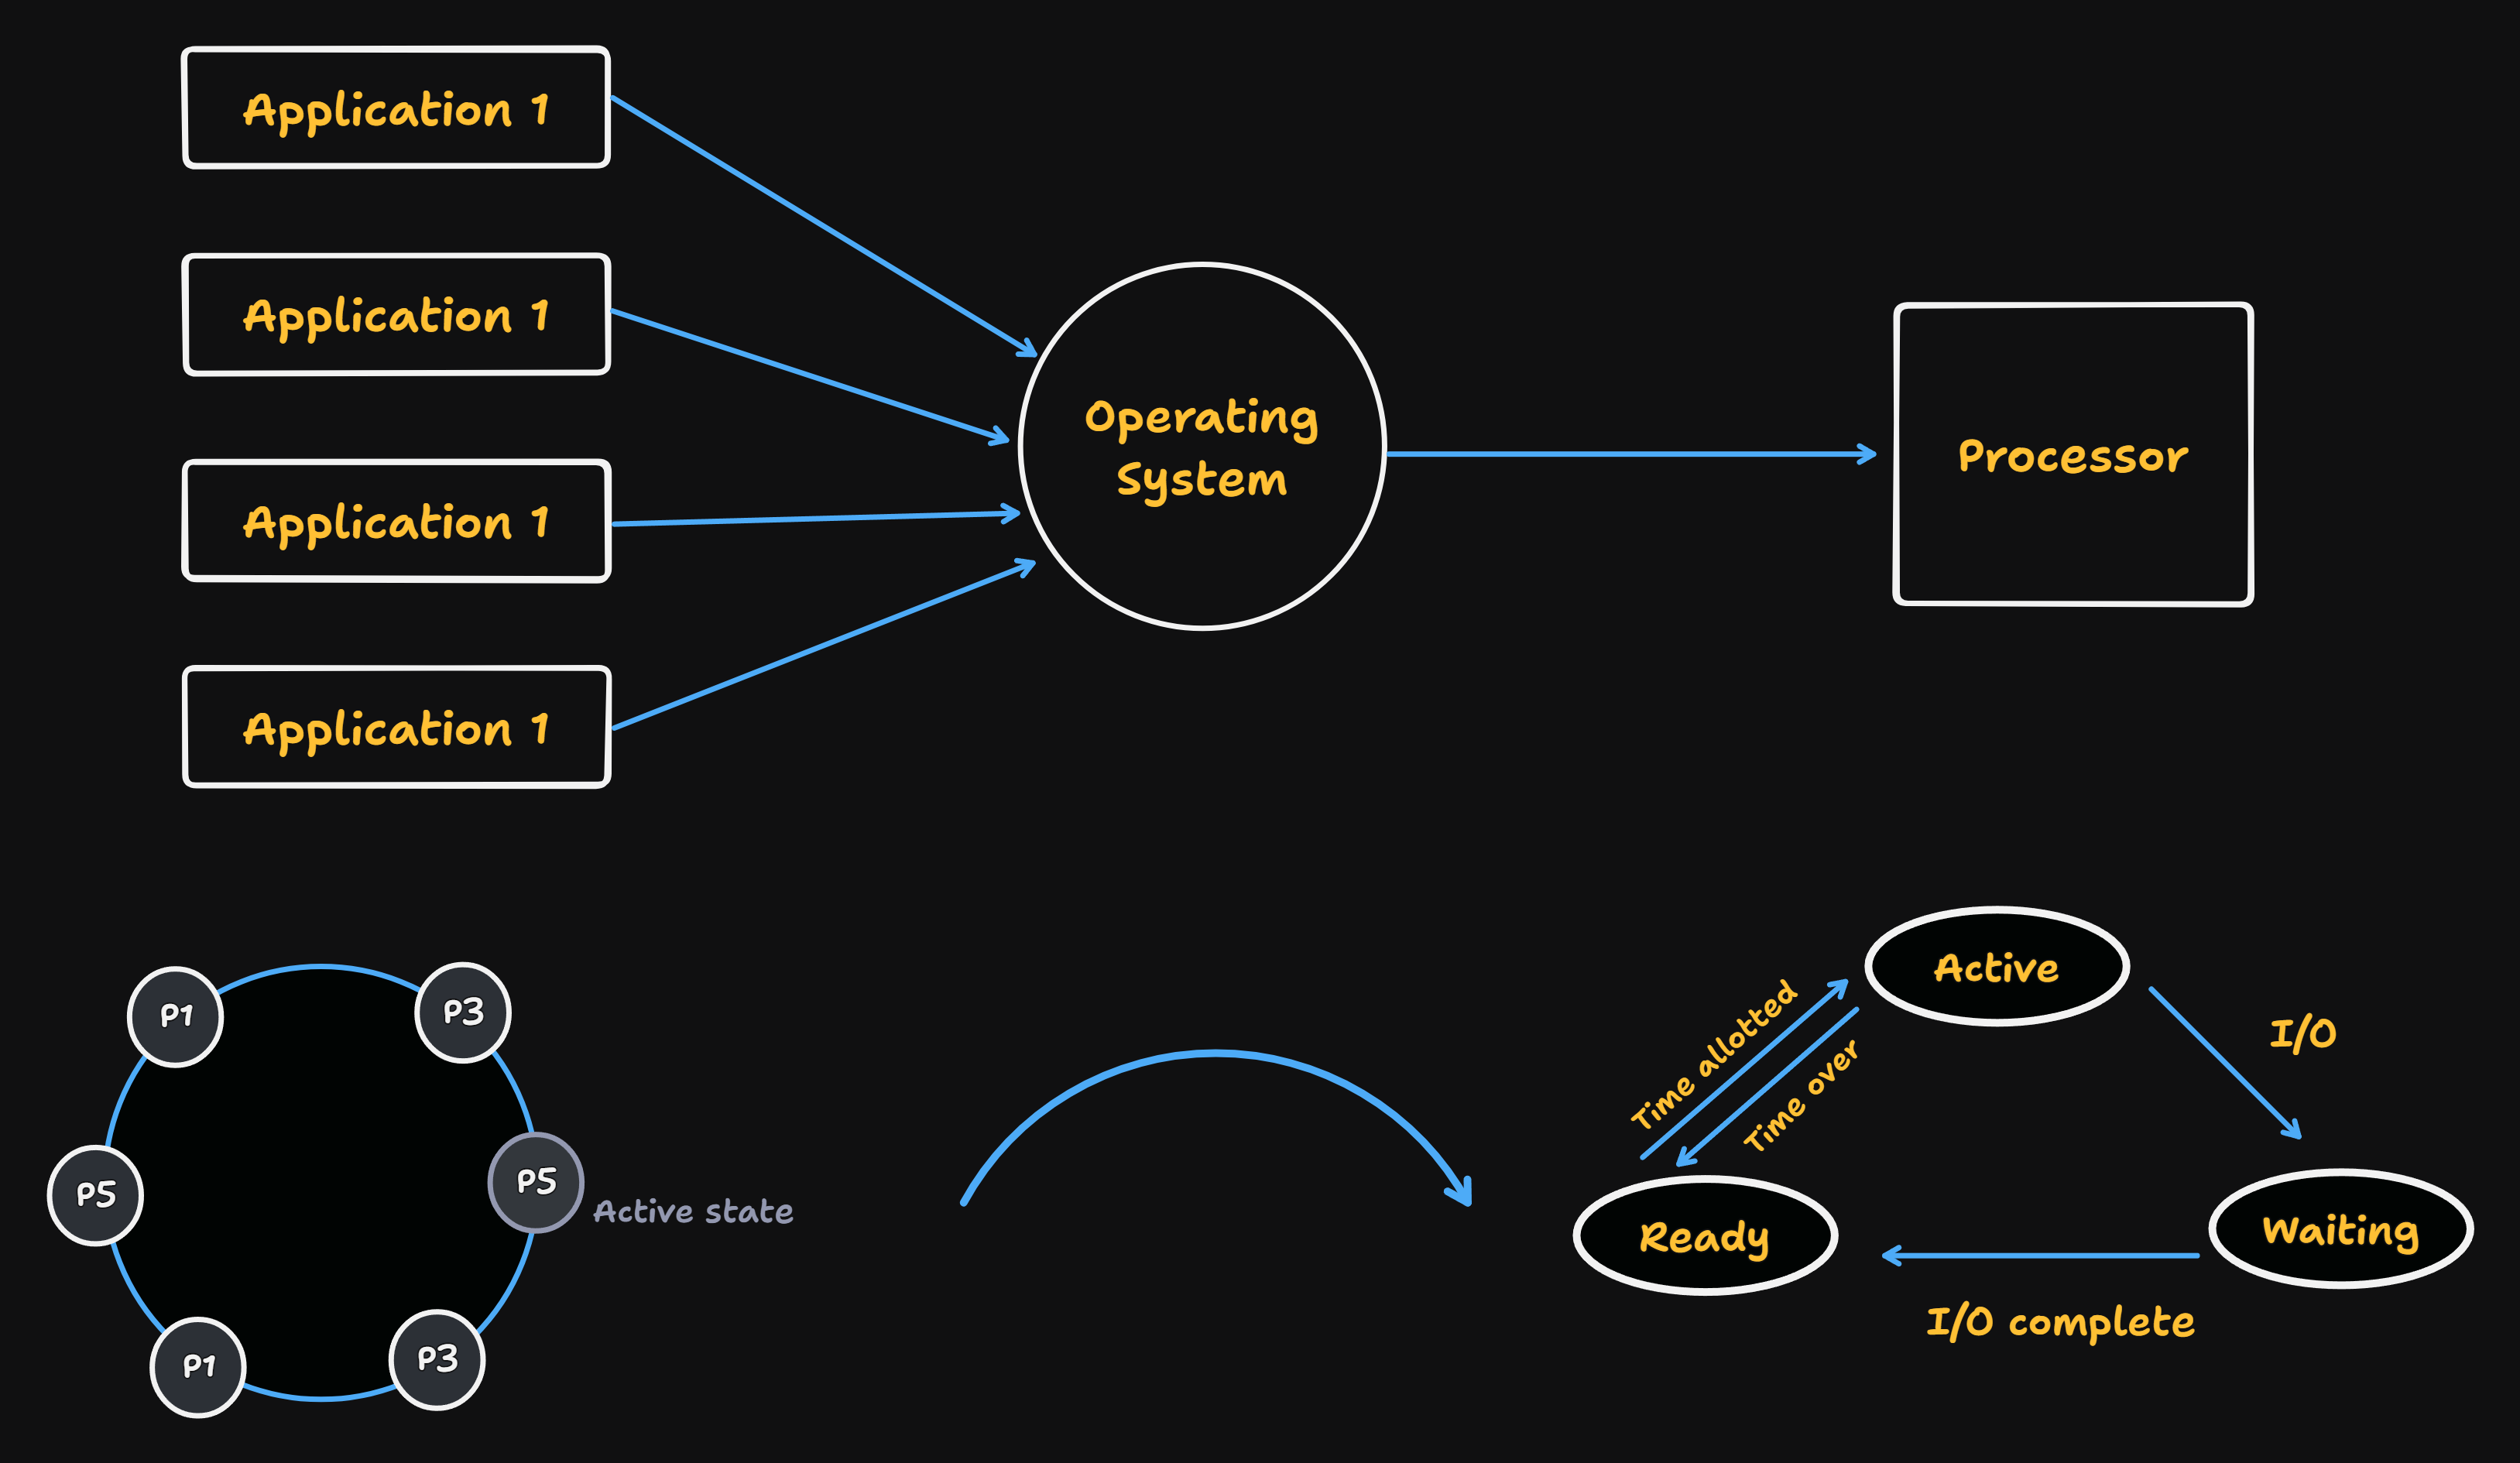 Application 1
Application 1
Application 1
Application 1
Operating
System
Processor
P1
P3
P5
P5
Active state
P1
P3
Active
Time allotted
Time over
I/O
Ready
Waiting
I/O complete